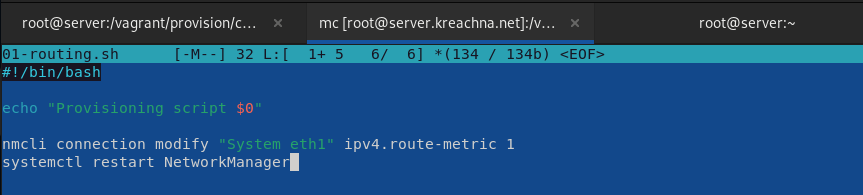 root@server:/vagrant/provision/c... × mc [root@server.kreachna.net]:/v... × root@server:~
01-routing.sh [-M--] 32 L:[ 1+ 5 6/ 6] *(134 / 134b) <EOF>
#!/bin/bash
echo "Provisioning script $0"
nmcli connection modify "System eth1" ipv4.route-metric 1
systemctl restart NetworkManager